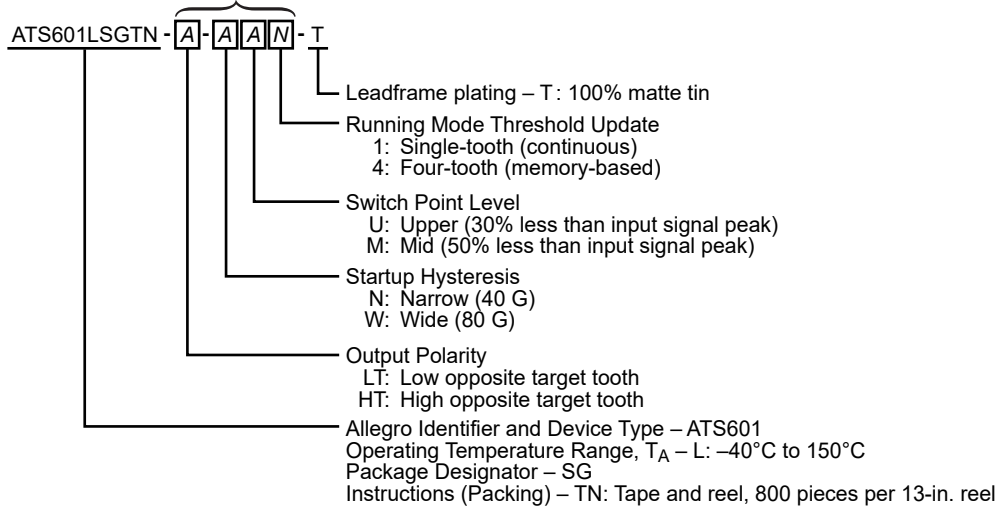 ATS601LSGTN - A - A A N - T
Leadframe plating – T : 100% matte tin
Running Mode Threshold Update
1: Single-tooth (continuous)
4: Four-tooth (memory-based)
Switch Point Level
U: Upper (30% less than input signal peak)
M: Mid (50% less than input signal peak)
Startup Hysteresis
N: Narrow (40 G)
W: Wide (80 G)
Output Polarity
LT: Low opposite target tooth
HT: High opposite target tooth
Allegro Identifier and Device Type – ATS601
Operating Temperature Range, TA – L: –40°C to 150°C
Package Designator – SG
Instructions (Packing) – TN: Tape and reel, 800 pieces per 13-in. reel